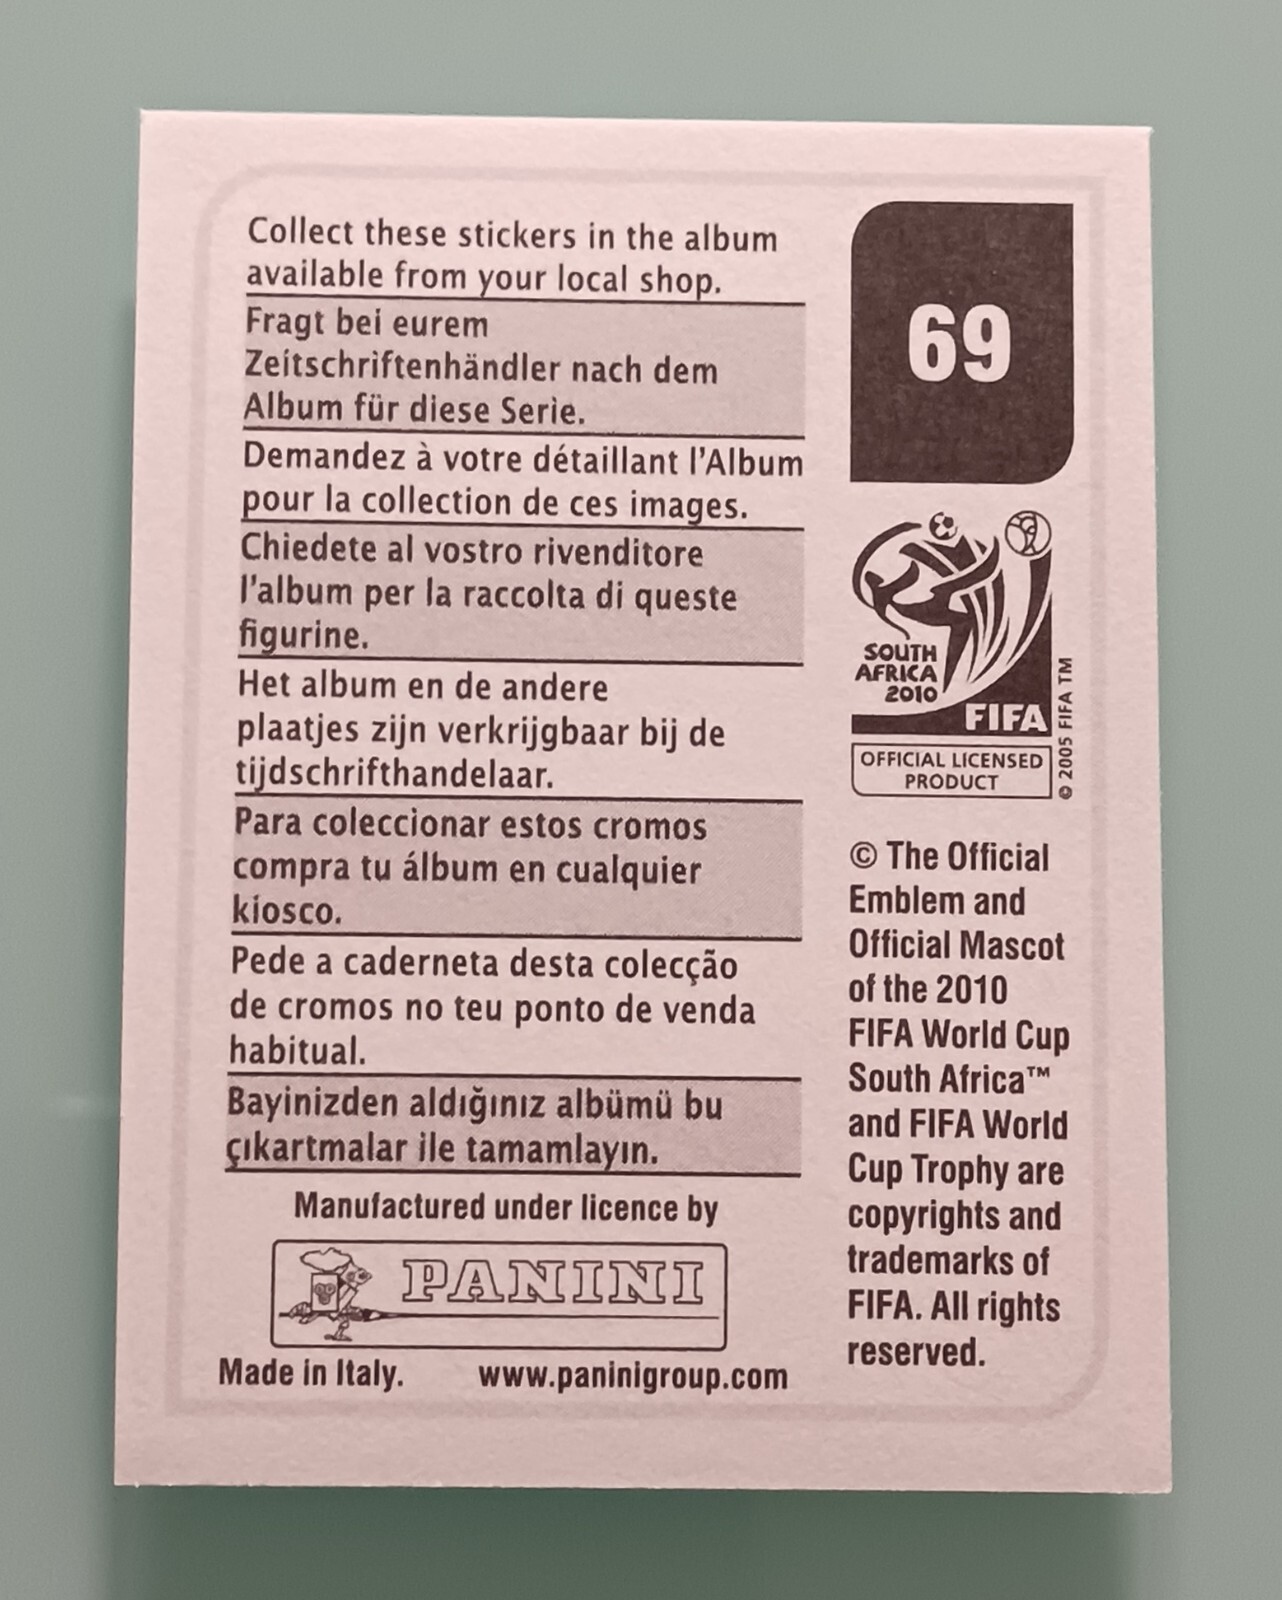 Collect these stickers in the album
available from your local shop.
Fragt bei eurem
Zeitschriftenhändler nach dem
Album für diese Serie.
Demandez à votre détaillant l'Album
pour la collection de ces images.
Chiedete al vostro rivenditore
l'album per la raccolta di queste
figurine.
Het album en de andere
plaatjes zijn verkrijgbaar bij de
tijdschrifthandelaar.
Para coleccionar estos cromos
compra tu álbum en cualquier
kiosco.
Pede a caderneta desta colecção
de cromos no teu ponto de venda
habitual.
Bayinizden aldığınız albümü bu
çıkartmalar ile tamamlayın.
Manufactured under licence by
PANINI
Made in Italy. www.paninigroup.com
69
SOUTH
AFRICA
2010
FIFA
© 2005 FIFA TM
OFFICIAL LICENSED
PRODUCT
© The Official
Emblem and
Official Mascot
of the 2010
FIFA World Cup
South Africa™
and FIFA World
Cup Trophy are
copyrights and
trademarks of
FIFA. All rights
reserved.